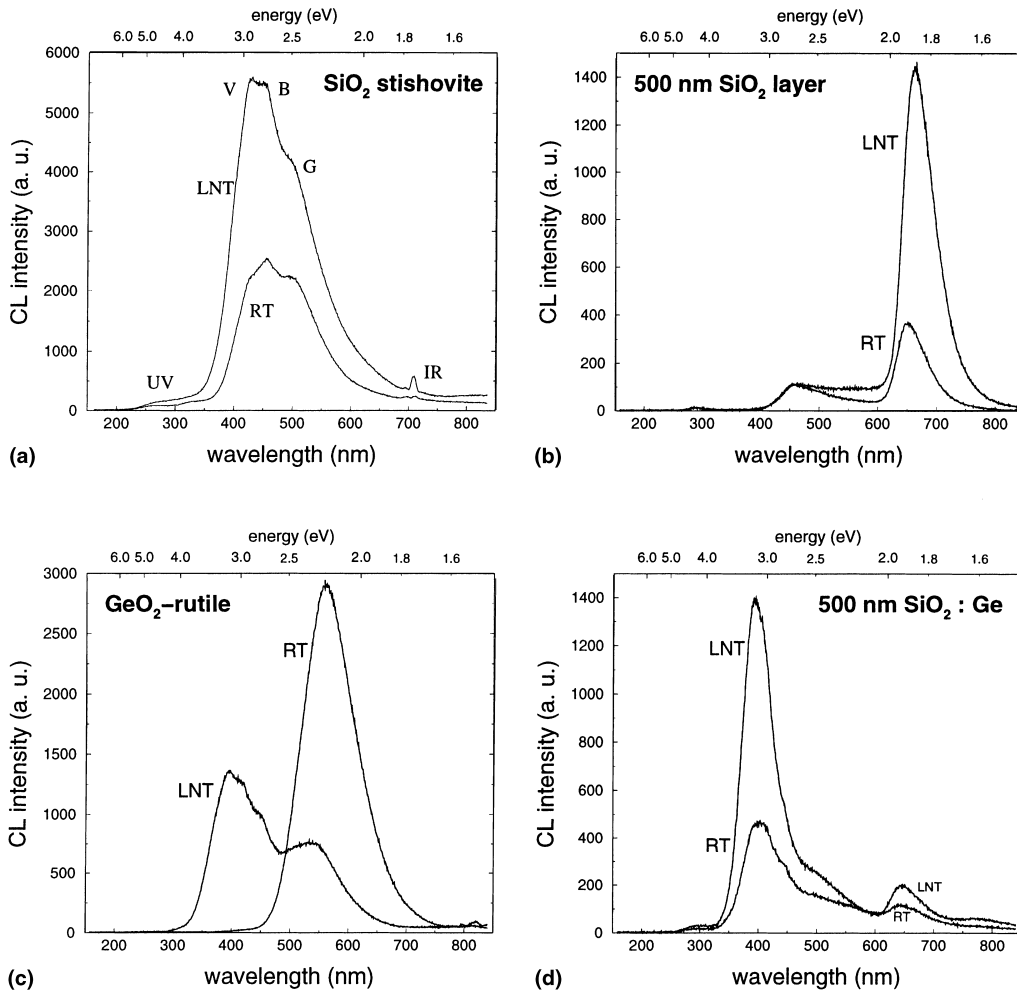 energy (eV)
6.0 5.0 4.0 3.0 2.5 2.0 1.8 1.6
6000
5000
4000
3000
2000
1000
0
CL intensity (a. u.)
SiO2 stishovite
V B
G
LNT
RT
UV
IR
200 300 400 500 600 700 800
(a) wavelength (nm)
energy (eV)
6.0 5.0 4.0 3.0 2.5 2.0 1.8 1.6
1400
1200
1000
800
600
400
200
0
CL intensity (a. u.)
500 nm SiO2 layer
LNT
RT
200 300 400 500 600 700 800
(b) wavelength (nm)
energy (eV)
6.0 5.0 4.0 3.0 2.5 2.0 1.8 1.6
3000
2500
2000
1500
1000
500
0
CL intensity (a. u.)
GeO2–rutile
RT
LNT
200 300 400 500 600 700 800
(c) wavelength (nm)
energy (eV)
6.0 5.0 4.0 3.0 2.5 2.0 1.8 1.6
1400
1200
1000
800
600
400
200
0
CL intensity (a. u.)
500 nm SiO2 : Ge
LNT
RT
LNT
RT
200 300 400 500 600 700 800
(d) wavelength (nm)